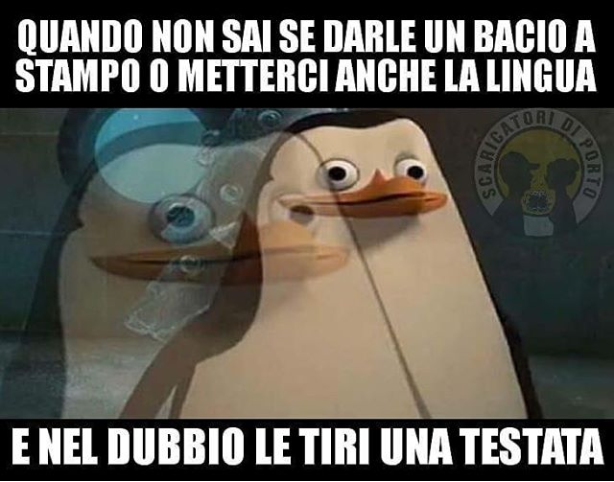 QUANDO NON SAI SE DARLE UN BACIO A
STAMPO O METTERCI ANCHE LA LINGUA
SCARICATORI DI PORTO
E NEL DUBBIO LE TIRI UNA TESTATA